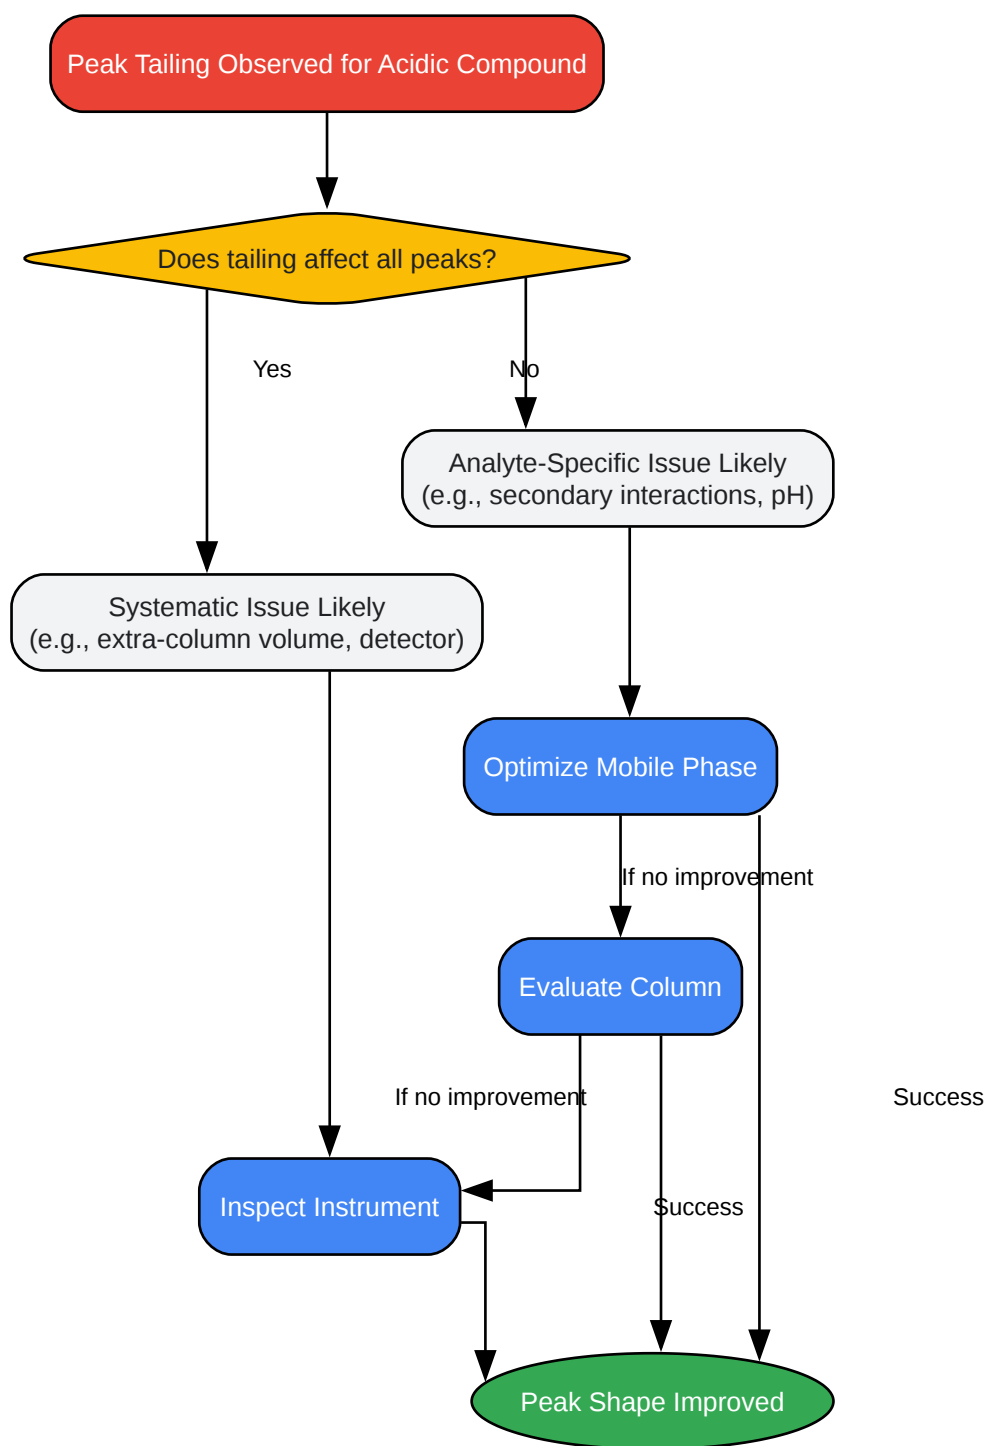 Peak Tailing Observed for Acidic Compound
Does tailing affect all peaks?
Yes
No
Analyte-Specific Issue Likely
(e.g., secondary interactions, pH)
Systematic Issue Likely
(e.g., extra-column volume, detector)
Optimize Mobile Phase
If no improvement
Evaluate Column
If no improvement
Success
Inspect Instrument
Success
Peak Shape Improved